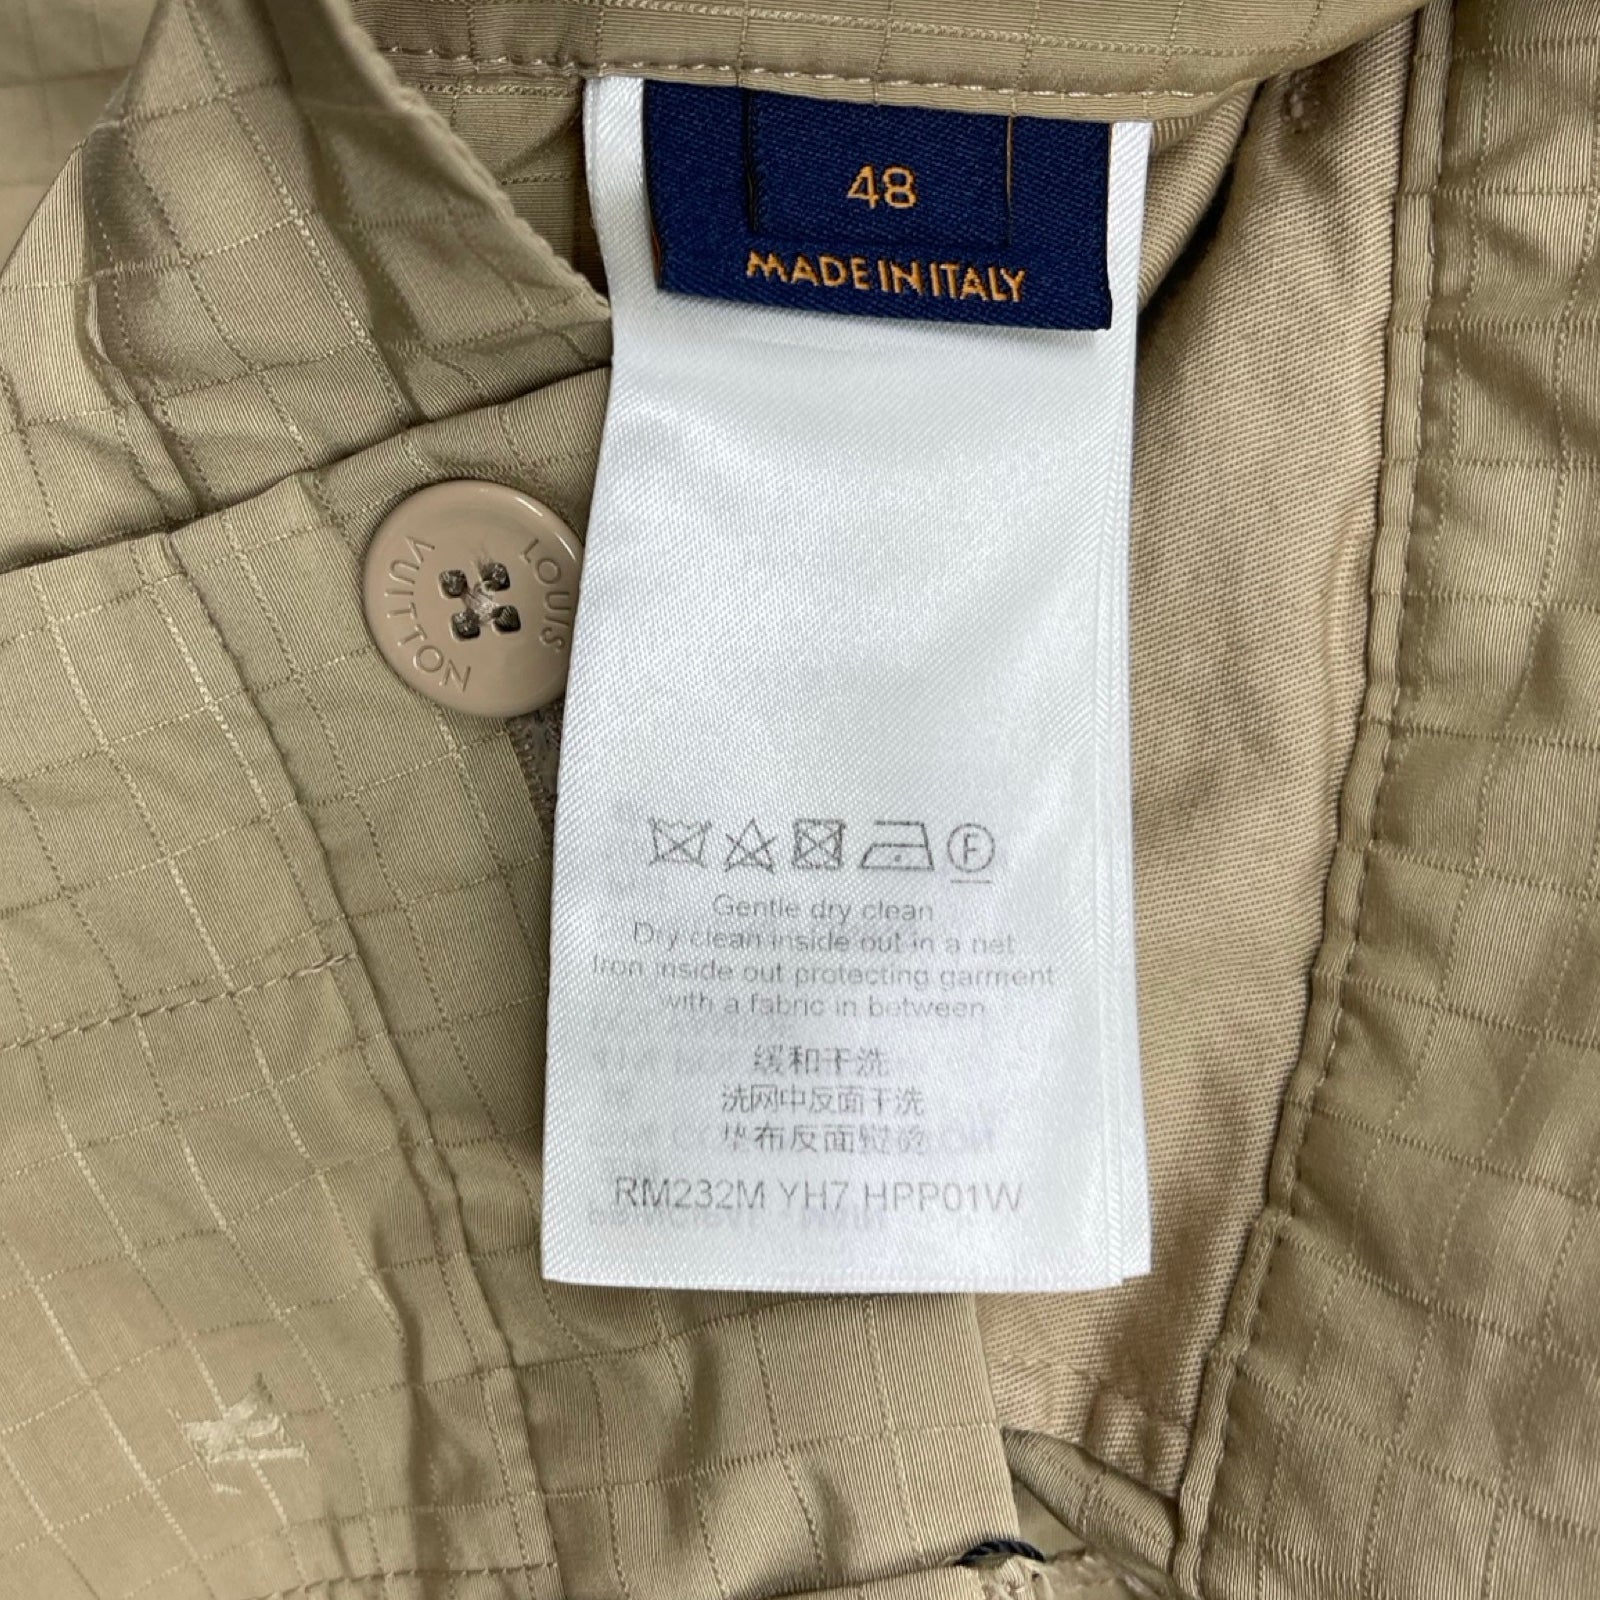 48
MADE IN ITALY
LOUIS VUITTON
F
Gentle dry clean
Dry clean inside out in a net
Iron inside out protecting garment
with a fabric in between
缓和干洗
洗网中反面干洗
垫布反面熨烫
RM232M YH7 HPP01W